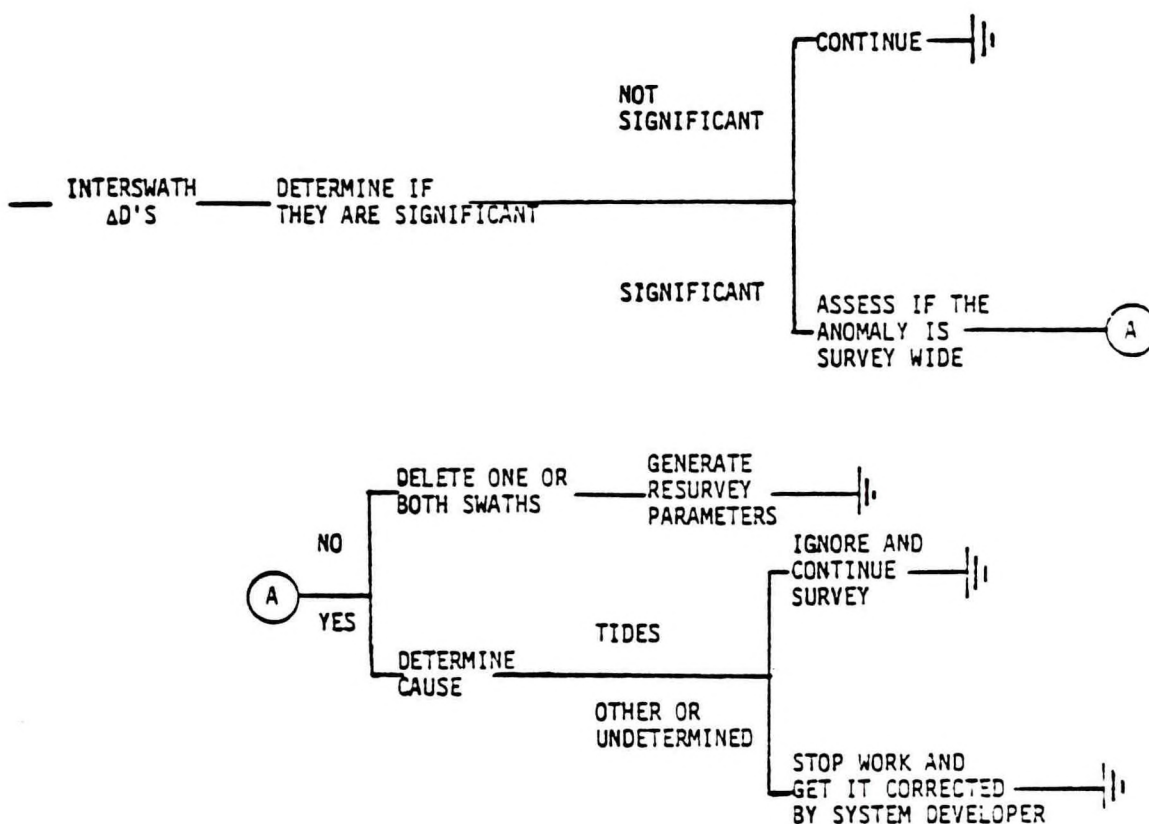 CONTINUE
NOT
SIGNIFICANT
INTERSWATH
ΔD'S
DETERMINE IF
THEY ARE SIGNIFICANT
SIGNIFICANT
ASSESS IF THE
ANOMALY IS
SURVEY WIDE
A
DELETE ONE OR
BOTH SWATHS
GENERATE
RESURVEY
PARAMETERS
NO
A
YES
IGNORE AND
CONTINUE
SURVEY
TIDES
DETERMINE
CAUSE
OTHER OR
UNDETERMINED
STOP WORK AND
GET IT CORRECTED
BY SYSTEM DEVELOPER